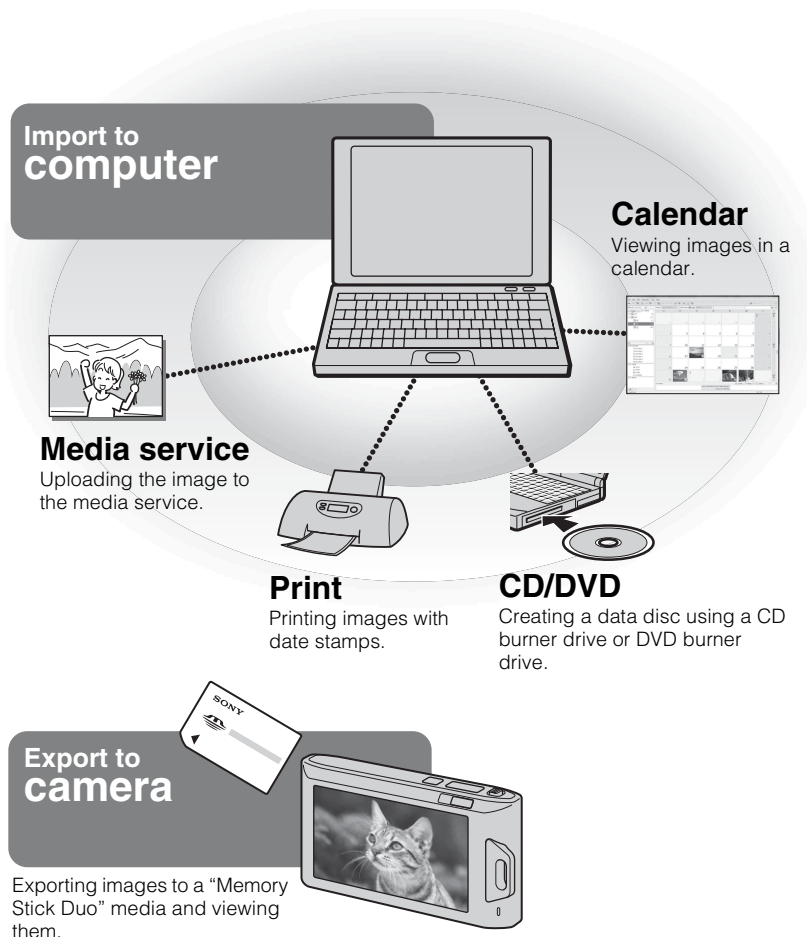 Import to
computer
Calendar
Viewing images in a
calendar.
Media service
Uploading the image to
the media service.
Print
Printing images with
date stamps.
CD/DVD
Creating a data disc using a CD
burner drive or DVD burner
drive.
SONY
Export to
camera
Exporting images to a “Memory
Stick Duo” media and viewing
them.